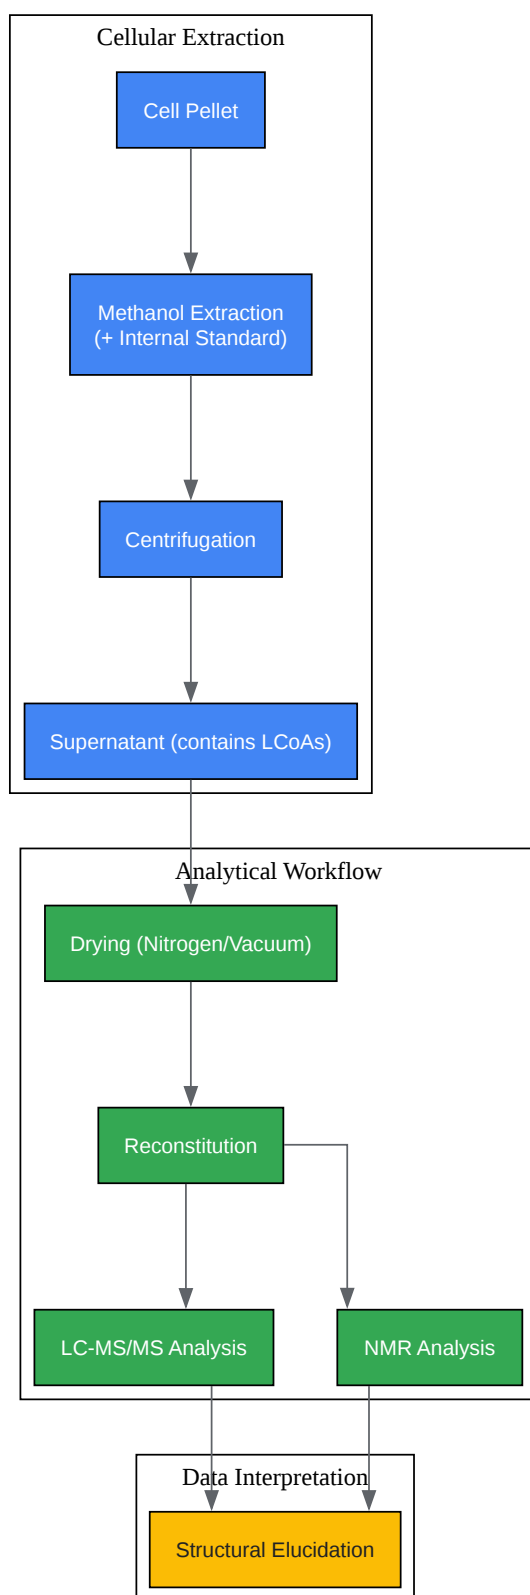 Cellular Extraction
Cell Pellet
Methanol Extraction
(+ Internal Standard)
Centrifugation
Supernatant (contains LCoAs)
Analytical Workflow
Drying (Nitrogen/Vacuum)
Reconstitution
LC-MS/MS Analysis
NMR Analysis
Data Interpretation
Structural Elucidation